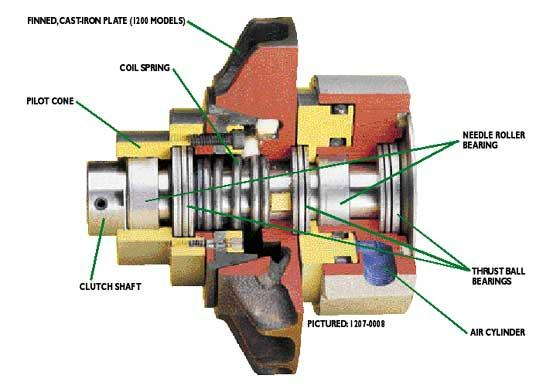 FINNED, CAST-IRON PLATE (1200 MODELS)
COIL SPRING
PILOT CONE
NEEDLE ROLLER
BEARING
CLUTCH SHAFT
THRUST BALL
BEARINGS
PICTURED: 1207-0008
AIR CYLINDER